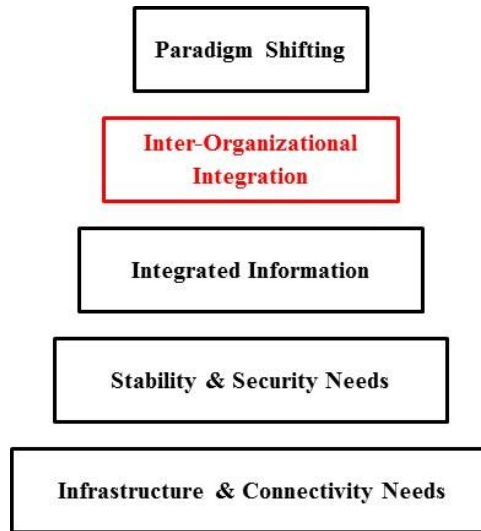 Paradigm Shifting
Inter-Organizational
Integration
Integrated Information
Stability & Security Needs
Infrastructure & Connectivity Needs